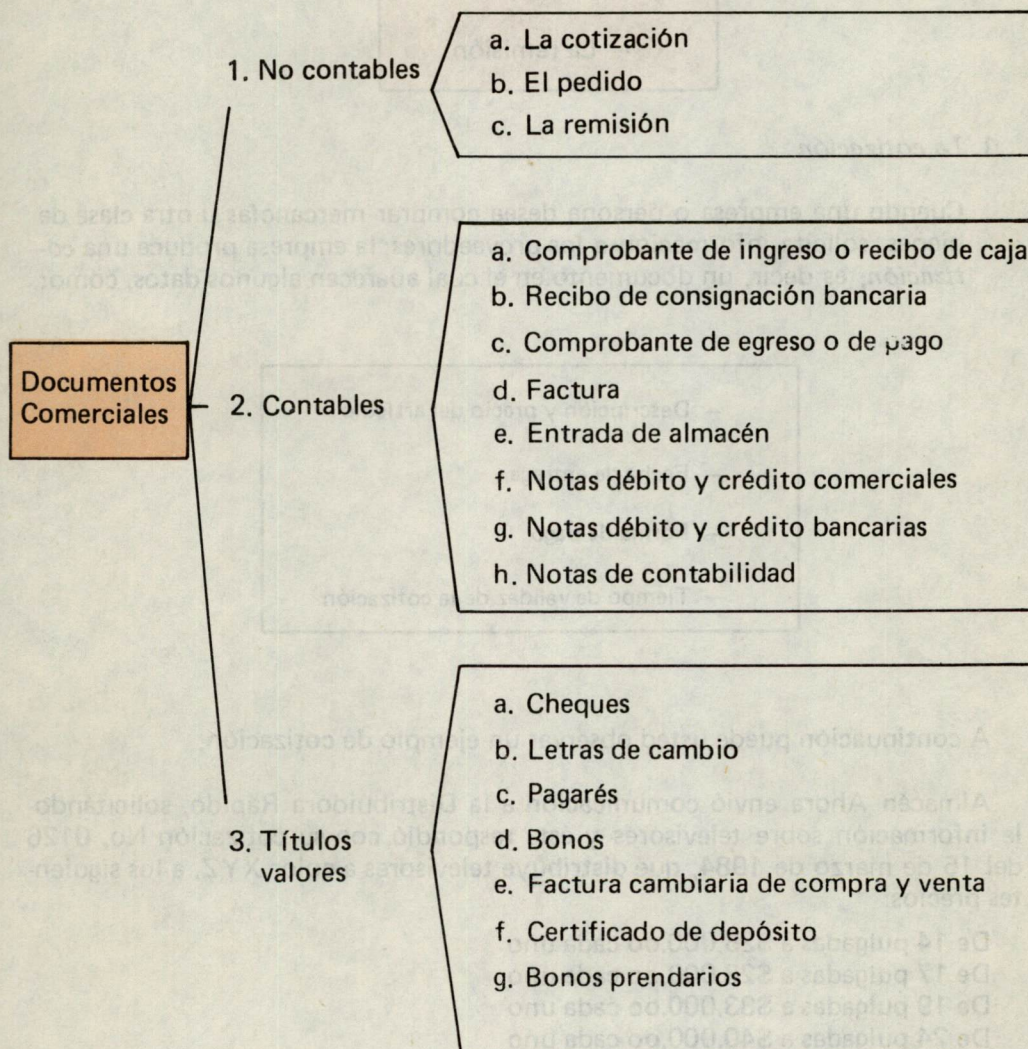 1. No contables
a. La cotización
b. El pedido
c. La remisión
Documentos
Comerciales
2. Contables
a. Comprobante de ingreso o recibo de caja
b. Recibo de consignación bancaria
c. Comprobante de egreso o de pago
d. Factura
e. Entrada de almacén
f. Notas débito y crédito comerciales
g. Notas débito y crédito bancarias
h. Notas de contabilidad
3. Títulos
valores
a. Cheques
b. Letras de cambio
c. Pagarés
d. Bonos
e. Factura cambiaria de compra y venta
f. Certificado de depósito
g. Bonos prendarios